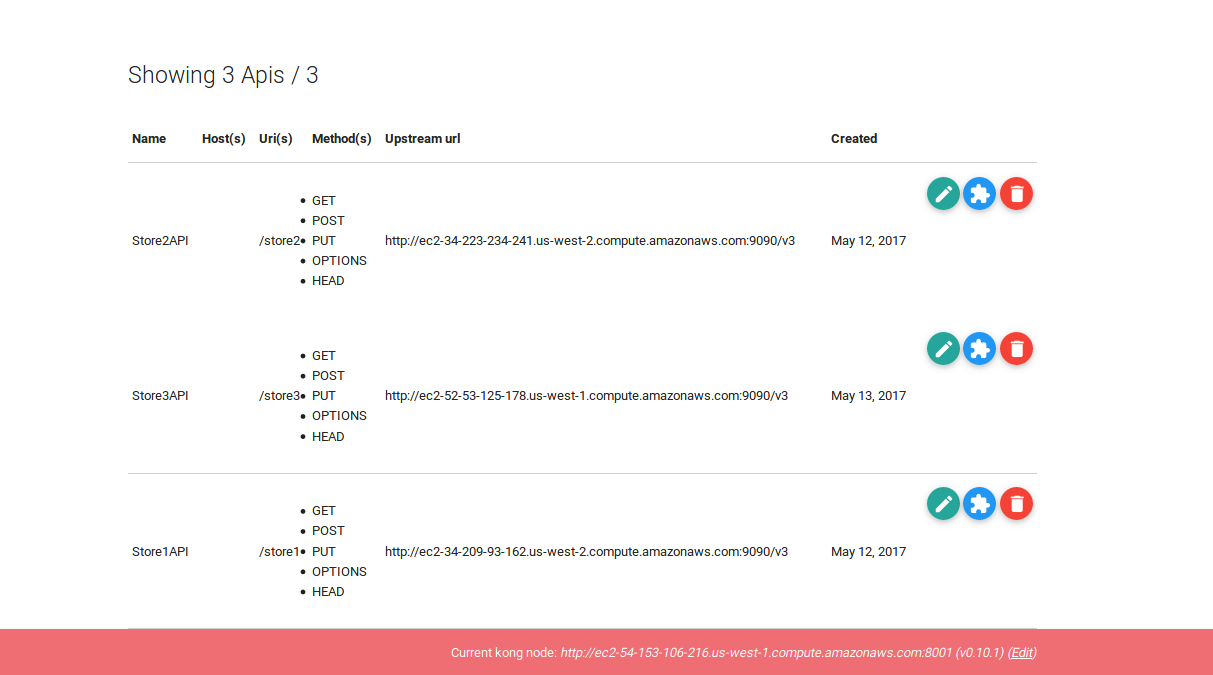 Showing 3 Apis / 3
Name Host(s) Uri(s) Method(s) Upstream url Created
GET
POST
Store2API /store2 PUT http://ec2-34-223-234-241.us-west-2.compute.amazonaws.com:9090/v3 May 12, 2017
OPTIONS
HEAD
GET
POST
Store3API /store3 PUT http://ec2-52-53-125-178.us-west-1.compute.amazonaws.com:9090/v3 May 13, 2017
OPTIONS
HEAD
GET
POST
Store1API /store1 PUT http://ec2-34-209-93-162.us-west-2.compute.amazonaws.com:9090/v3 May 12, 2017
OPTIONS
HEAD
Current kong node: http://ec2-54-153-106-216.us-west-1.compute.amazonaws.com:8001 (v0.10.1) (Edit)